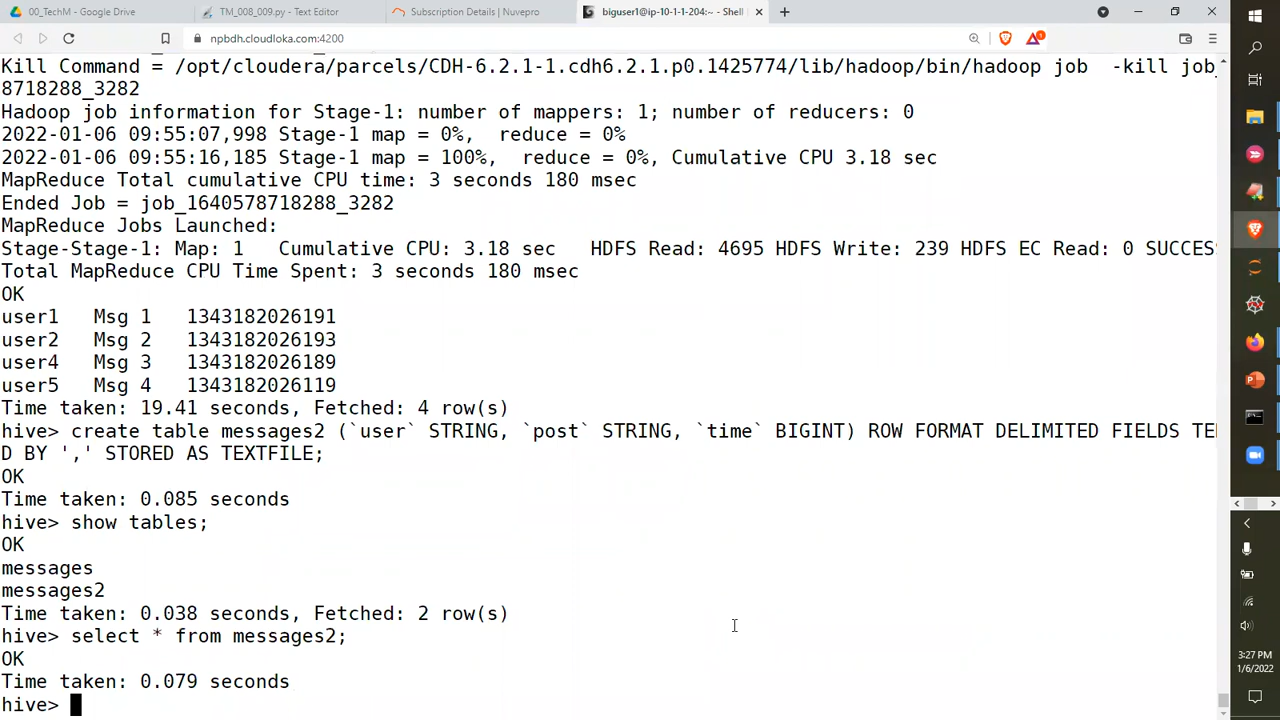 00_TechM - Google Drive
TM_008_009.py - Text Editor
Subscription Details | Nuvepro
biguser1@ip-10-1-1-204:~ - Shell
npbdh.cloudloka.com:4200
Kill Command = /opt/cloudera/parcels/CDH-6.2.1-1.cdh6.2.1.p0.1425774/lib/hadoop/bin/hadoop job  -kill job_
8718288_3282
Hadoop job information for Stage-1: number of mappers: 1; number of reducers: 0
2022-01-06 09:55:07,998 Stage-1 map = 0%,  reduce = 0%
2022-01-06 09:55:16,185 Stage-1 map = 100%,  reduce = 0%, Cumulative CPU 3.18 sec
MapReduce Total cumulative CPU time: 3 seconds 180 msec
Ended Job = job_1640578718288_3282
MapReduce Jobs Launched:
Stage-Stage-1: Map: 1   Cumulative CPU: 3.18 sec   HDFS Read: 4695 HDFS Write: 239 HDFS EC Read: 0 SUCCES
Total MapReduce CPU Time Spent: 3 seconds 180 msec
OK
user1   Msg 1   1343182026191
user2   Msg 2   1343182026193
user4   Msg 3   1343182026189
user5   Msg 4   1343182026119
Time taken: 19.41 seconds, Fetched: 4 row(s)
hive> create table messages2 (`user` STRING, `post` STRING, `time` BIGINT) ROW FORMAT DELIMITED FIELDS TE
D BY ',' STORED AS TEXTFILE;
OK
Time taken: 0.085 seconds
hive> show tables;
OK
messages
messages2
Time taken: 0.038 seconds, Fetched: 2 row(s)
hive> select * from messages2;
OK
Time taken: 0.079 seconds
hive>
3:27 PM
1/6/2022